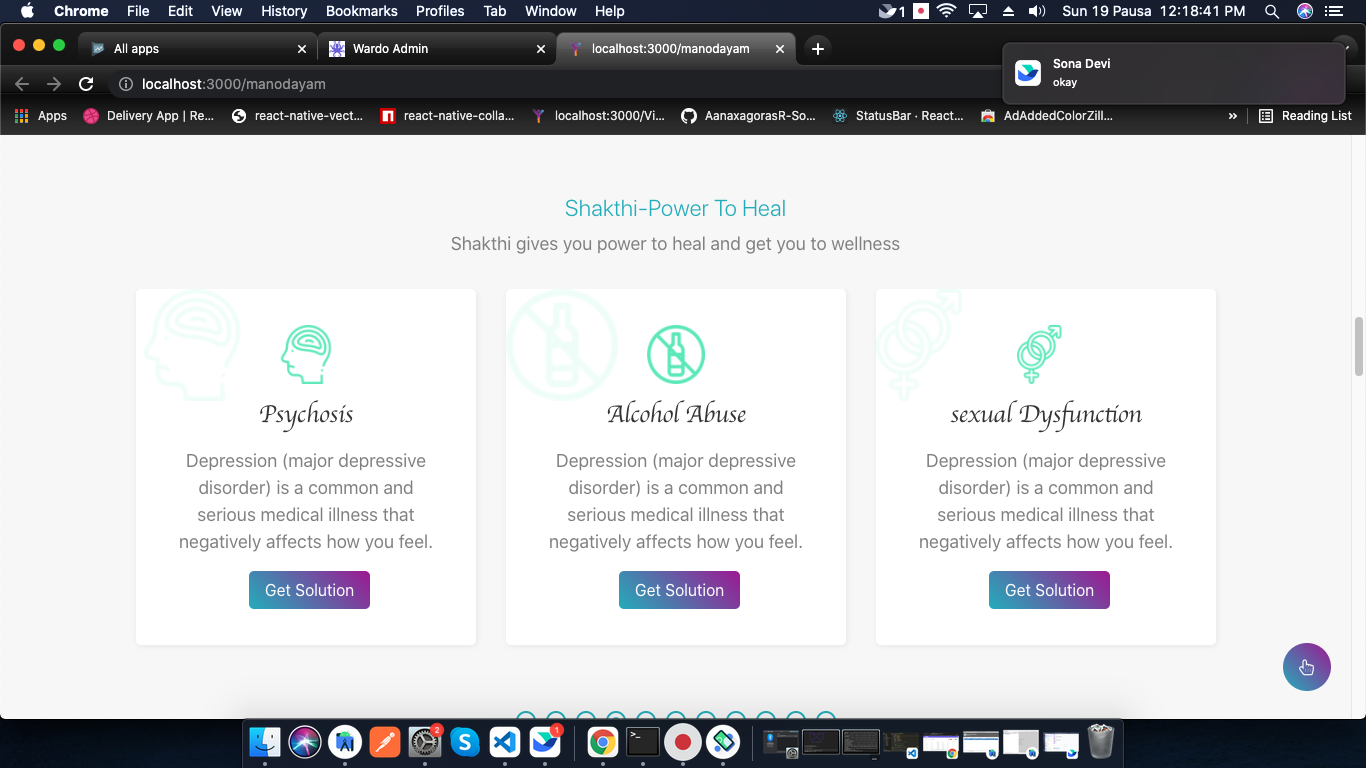 Chrome File Edit View History Bookmarks Profiles Tab Window Help 1 Sun 19 Pausa 12:18:41 PM
All apps Wardo Admin localhost:3000/manodayam
Sona Devi
okay
localhost:3000/manodayam
Apps Delivery App | Re... react-native-vect... react-native-colla... localhost:3000/Vi... AanaxagorasR-So... StatusBar · React... AdAddedColorZill... » Reading List
Shakthi-Power To Heal
Shakthi gives you power to heal and get you to wellness
Psychosis
Depression (major depressive
disorder) is a common and
serious medical illness that
negatively affects how you feel.
Get Solution
Alcohol Abuse
Depression (major depressive
disorder) is a common and
serious medical illness that
negatively affects how you feel.
Get Solution
sexual Dysfunction
Depression (major depressive
disorder) is a common and
serious medical illness that
negatively affects how you feel.
Get Solution
2 1